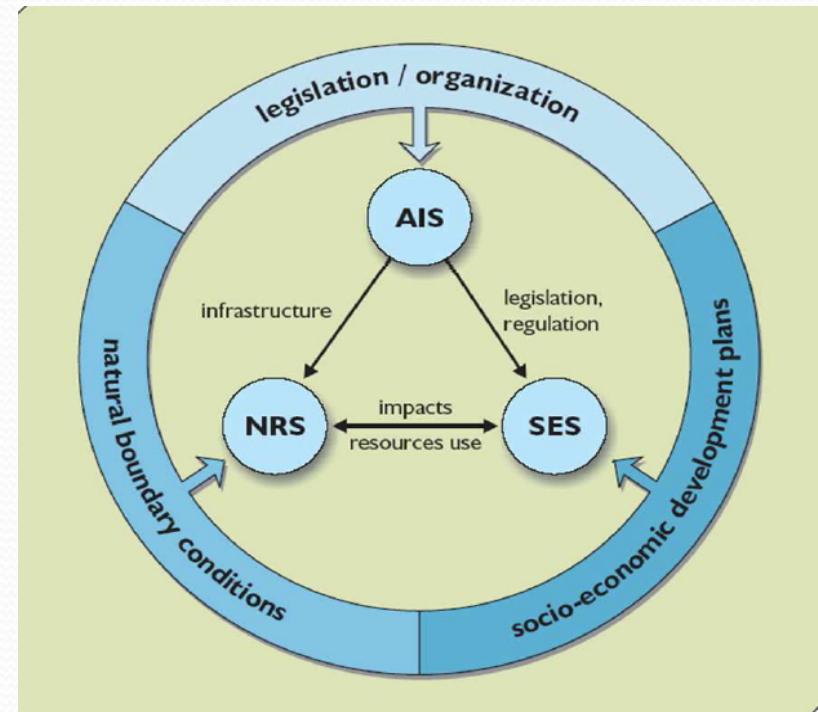 legislation / organization
AIS
infrastructure
legislation,
regulation
natural boundary conditions
NRS
impacts
resources use
SES
socio-economic development plans